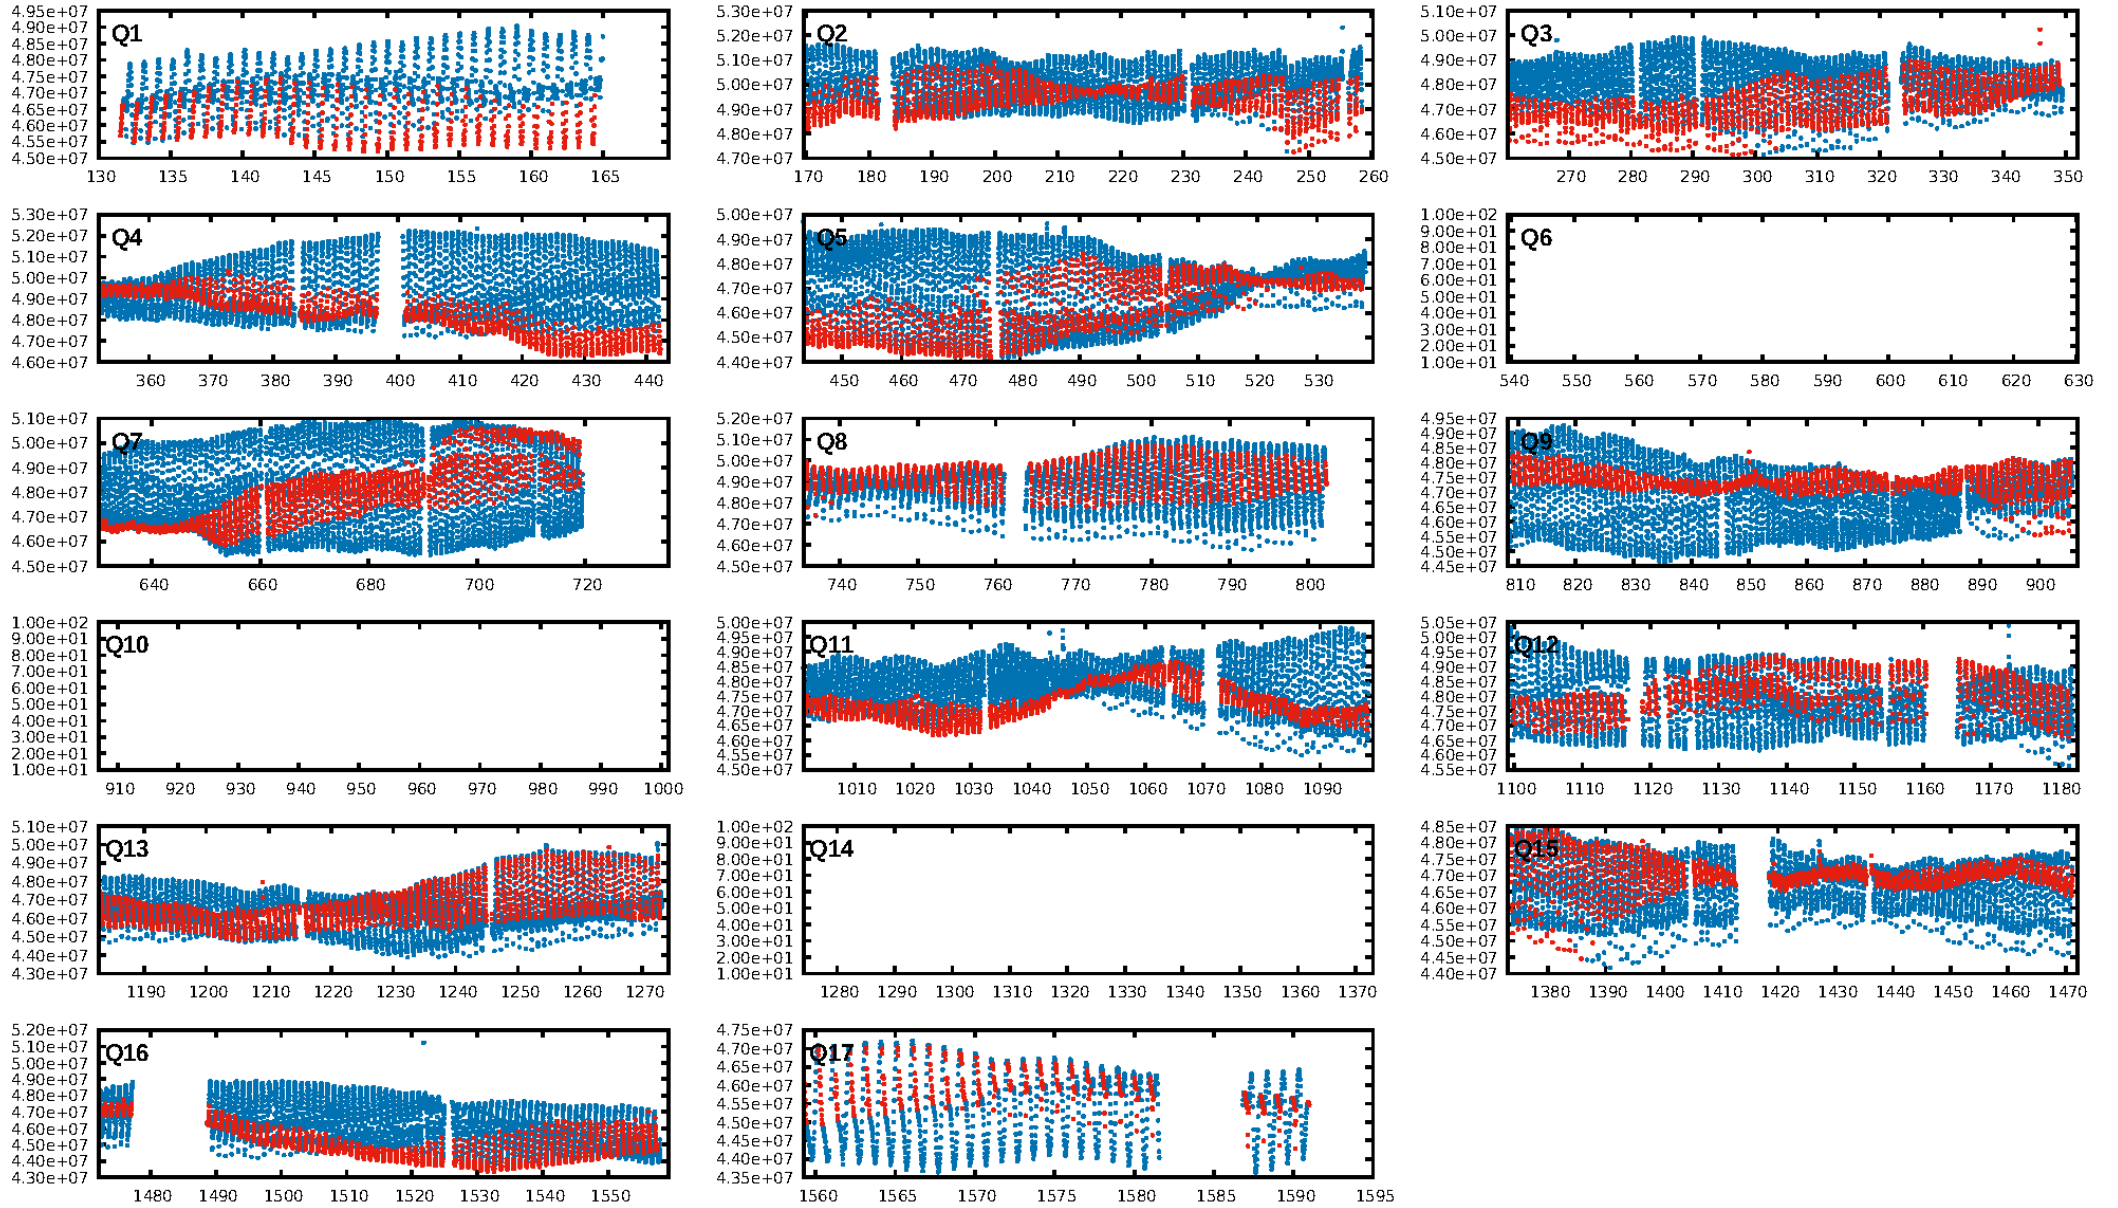 Q1
4.95e+07
4.90e+07
4.85e+07
4.80e+07
4.75e+07
4.70e+07
4.65e+07
4.60e+07
4.55e+07
4.50e+07
130 135 140 145 150 155 160 165
Q2
5.30e+07
5.20e+07
5.10e+07
5.00e+07
4.90e+07
4.80e+07
4.70e+07
170 180 190 200 210 220 230 240 250 260
Q3
5.10e+07
5.00e+07
4.90e+07
4.80e+07
4.70e+07
4.60e+07
4.50e+07
270 280 290 300 310 320 330 340 350
Q4
5.30e+07
5.20e+07
5.10e+07
5.00e+07
4.90e+07
4.80e+07
4.70e+07
4.60e+07
360 370 380 390 400 410 420 430 440
Q5
5.00e+07
4.90e+07
4.80e+07
4.70e+07
4.60e+07
4.50e+07
4.40e+07
450 460 470 480 490 500 510 520 530
Q6
1.00e+02
9.00e+01
8.00e+01
7.00e+01
6.00e+01
5.00e+01
4.00e+01
3.00e+01
2.00e+01
1.00e+01
540 550 560 570 580 590 600 610 620 630
Q7
5.10e+07
5.00e+07
4.90e+07
4.80e+07
4.70e+07
4.60e+07
4.50e+07
640 660 680 700 720
Q8
5.20e+07
5.10e+07
5.00e+07
4.90e+07
4.80e+07
4.70e+07
4.60e+07
4.50e+07
740 750 760 770 780 790 800
Q9
4.95e+07
4.90e+07
4.85e+07
4.80e+07
4.75e+07
4.70e+07
4.65e+07
4.60e+07
4.55e+07
4.50e+07
4.45e+07
810 820 830 840 850 860 870 880 890 900
Q10
1.00e+02
9.00e+01
8.00e+01
7.00e+01
6.00e+01
5.00e+01
4.00e+01
3.00e+01
2.00e+01
1.00e+01
910 920 930 940 950 960 970 980 990 1000
Q11
5.00e+07
4.95e+07
4.90e+07
4.85e+07
4.80e+07
4.75e+07
4.70e+07
4.65e+07
4.60e+07
4.55e+07
4.50e+07
1010 1020 1030 1040 1050 1060 1070 1080 1090
Q12
5.05e+07
5.00e+07
4.95e+07
4.90e+07
4.85e+07
4.80e+07
4.75e+07
4.70e+07
4.65e+07
4.60e+07
4.55e+07
1100 1110 1120 1130 1140 1150 1160 1170 1180
Q13
5.10e+07
5.00e+07
4.90e+07
4.80e+07
4.70e+07
4.60e+07
4.50e+07
4.40e+07
4.30e+07
1190 1200 1210 1220 1230 1240 1250 1260 1270
Q14
1.00e+02
9.00e+01
8.00e+01
7.00e+01
6.00e+01
5.00e+01
4.00e+01
3.00e+01
2.00e+01
1.00e+01
1280 1290 1300 1310 1320 1330 1340 1350 1360 1370
Q15
4.85e+07
4.80e+07
4.75e+07
4.70e+07
4.65e+07
4.60e+07
4.55e+07
4.50e+07
4.45e+07
4.40e+07
1380 1390 1400 1410 1420 1430 1440 1450 1460 1470
Q16
5.20e+07
5.10e+07
5.00e+07
4.90e+07
4.80e+07
4.70e+07
4.60e+07
4.50e+07
4.40e+07
4.30e+07
1480 1490 1500 1510 1520 1530 1540 1550
Q17
4.75e+07
4.70e+07
4.65e+07
4.60e+07
4.55e+07
4.50e+07
4.45e+07
4.40e+07
4.35e+07
1560 1565 1570 1575 1580 1585 1590 1595